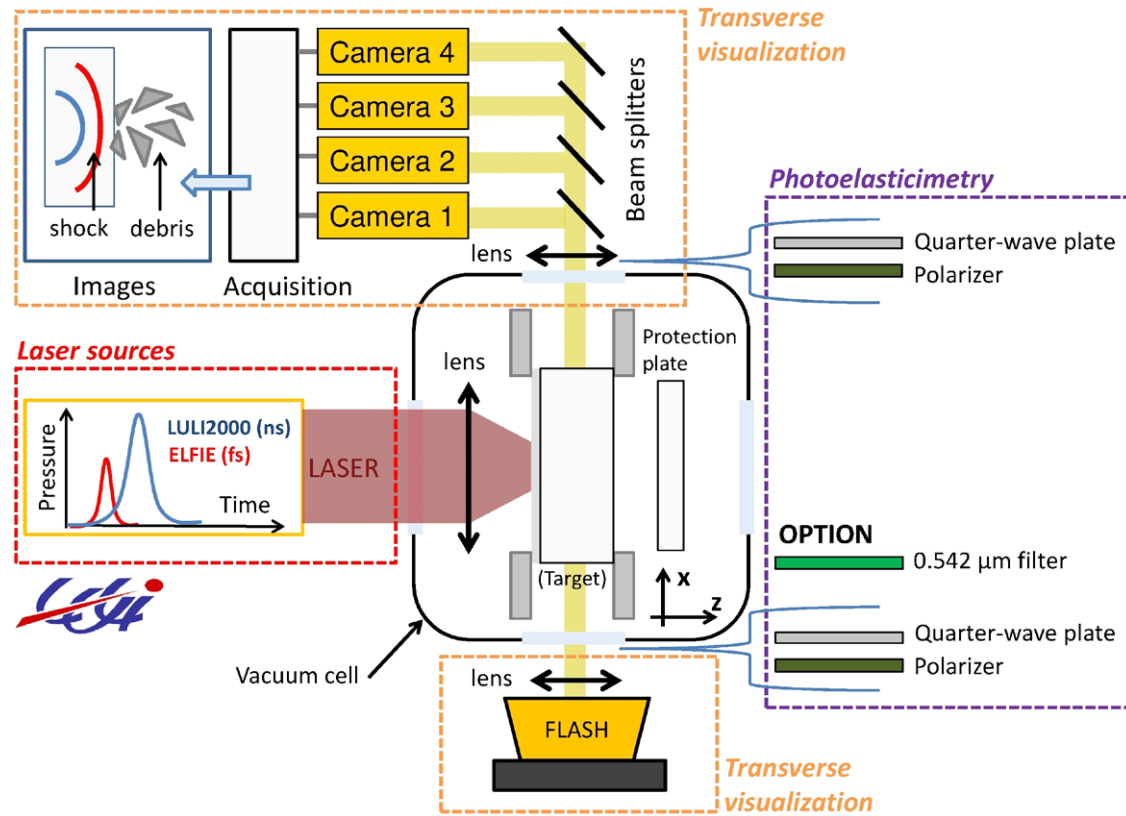 Transverse
visualization
Camera 4
Camera 3
Camera 2
Camera 1
Beam splitters
shock
debris
Images
Acquisition
lens
Photoelasticimetry
Quarter-wave plate
Polarizer
Laser sources
LULI2000 (ns)
ELFIE (fs)
Pressure
Time
LASER
lens
Protection
plate
(Target)
x
z
OPTION
0.542 µm filter
Quarter-wave plate
Polarizer
Luli
Vacuum cell
lens
FLASH
Transverse
visualization